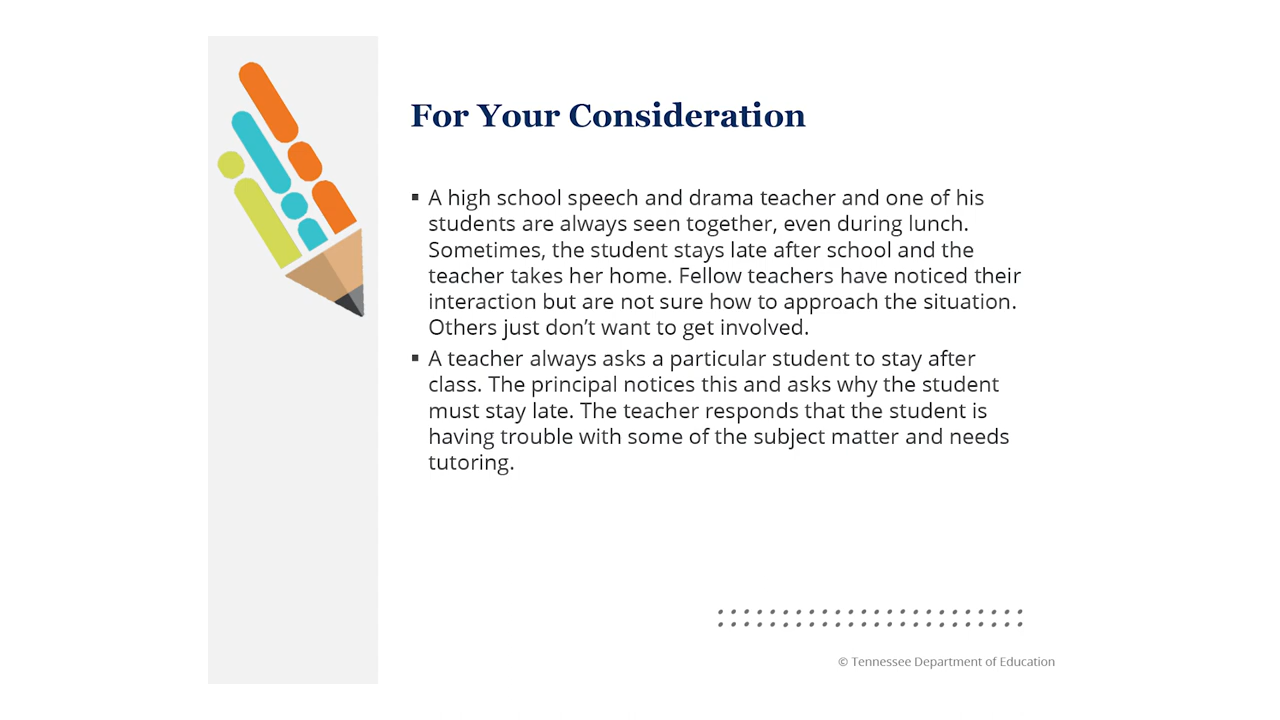 For Your Consideration
▪ A high school speech and drama teacher and one of his
students are always seen together, even during lunch.
Sometimes, the student stays late after school and the
teacher takes her home. Fellow teachers have noticed their
interaction but are not sure how to approach the situation.
Others just don’t want to get involved.
▪ A teacher always asks a particular student to stay after
class. The principal notices this and asks why the student
must stay late. The teacher responds that the student is
having trouble with some of the subject matter and needs
tutoring.
© Tennessee Department of Education